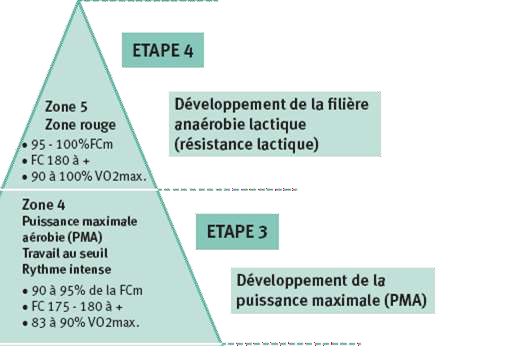 ETAPE 4
Zone 5
Zone rouge
• 95 - 100%FCm
• FC 180 à +
• 90 à 100% VO2max.
Développement de la filière
anaérobie lactique
(résistance lactique)
Zone 4
Puissance maximale
aérobie (PMA)
Travail au seuil
Rythme intense
• 90 à 95% de la FCm
• FC 175 - 180 à +
• 83 à 90% VO2max.
ETAPE 3
Développement de la
puissance maximale (PMA)